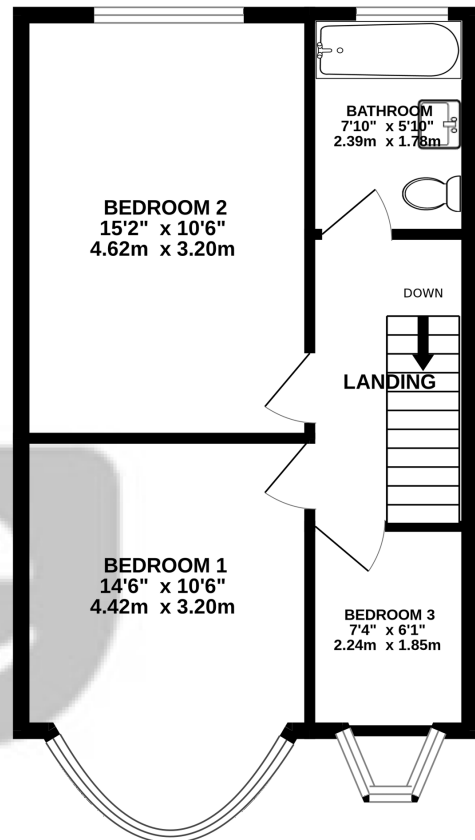 BATHROOM
7'10" x 5'10"
2.39m x 1.78m
BEDROOM 2
15'2" x 10'6"
4.62m x 3.20m
DOWN
LANDING
BEDROOM 1
14'6" x 10'6"
4.42m x 3.20m
BEDROOM 3
7'4" x 6'1"
2.24m x 1.85m